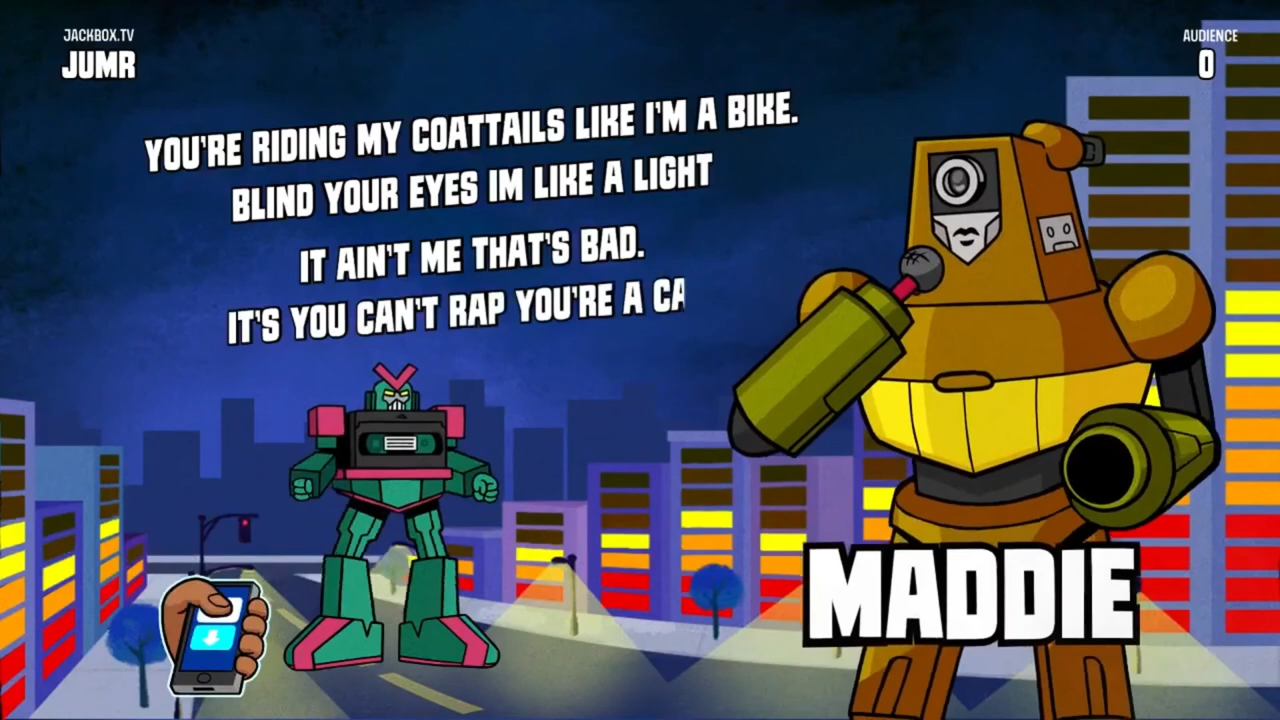 JACKBOX.TV
JUMR
AUDIENCE
0
YOU'RE RIDING MY COATTAILS LIKE I'M A BIKE.
BLIND YOUR EYES IM LIKE A LIGHT
IT AIN'T ME THAT'S BAD.
IT'S YOU CAN'T RAP YOU'RE A CA
MADDIE